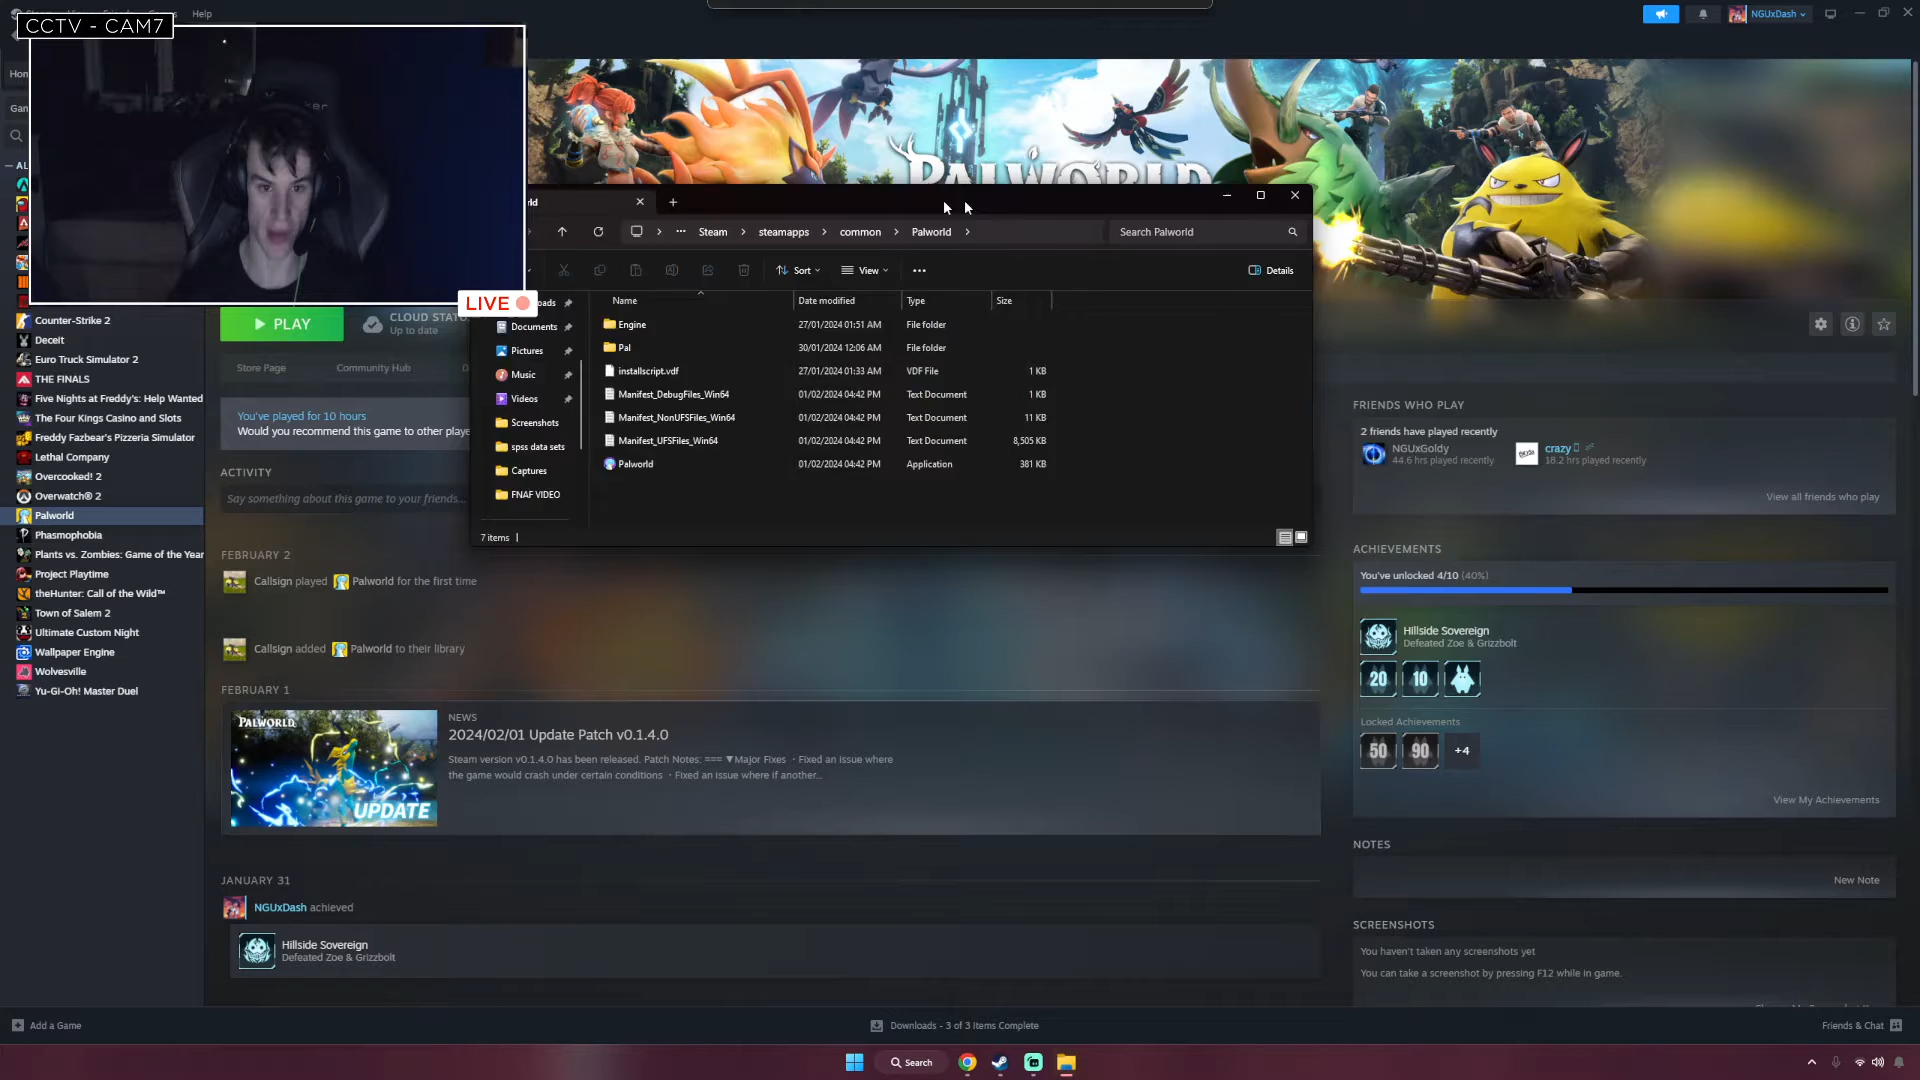 Help
CCTV - CAM7
NGUxDash
PALWORLD
Steam
steamapps
common
Palworld
Search Palworld
Sort
View
Details
LIVE
Documents
Pictures
Music
Videos
Screenshots
spss data sets
Captures
FNAF VIDEO
7 items
Name Date modified Type Size
Engine 27/01/2024 01:51 AM File folder
Pal 30/01/2024 12:06 AM File folder
installscript.vdf 27/01/2024 01:33 AM VDF File 1 KB
Manifest_DebugFiles_Win64 01/02/2024 04:42 PM Text Document 1 KB
Manifest_NonUFSFiles_Win64 01/02/2024 04:42 PM Text Document 11 KB
Manifest_UFSFiles_Win64 01/02/2024 04:42 PM Text Document 8,505 KB
Palworld 01/02/2024 04:42 PM Application 381 KB
Counter-Strike 2
Deceit
Euro Truck Simulator 2
THE FINALS
Five Nights at Freddy's: Help Wanted
The Four Kings Casino and Slots
Freddy Fazbear's Pizzeria Simulator
Lethal Company
Overcooked! 2
Overwatch® 2
Palworld
Phasmophobia
Plants vs. Zombies: Game of the Year
Project Playtime
theHunter: Call of the Wild™
Town of Salem 2
Ultimate Custom Night
Wallpaper Engine
Wolvesville
Yu-Gi-Oh! Master Duel
PLAY
Up to date
Store Page
Community Hub
You've played for 10 hours
Would you recommend this game to other playe
ACTIVITY
Say something about this game to your friends...
FEBRUARY 2
Callsign played Palworld for the first time
Callsign added Palworld to their library
FEBRUARY 1
PALWORLD
UPDATE
NEWS
2024/02/01 Update Patch v0.1.4.0
Steam version v0.1.4.0 has been released. Patch Notes: === ▼Major Fixes ・Fixed an issue where
the game would crash under certain conditions ・Fixed an issue where if another...
JANUARY 31
NGUxDash achieved
Hillside Sovereign
Defeated Zoe & Grizzbolt
FRIENDS WHO PLAY
2 friends have played recently
NGUxGoldy
44.6 hrs played recently
crazy
18.2 hrs played recently
View all friends who play
ACHIEVEMENTS
You've unlocked 4/10 (40%)
Hillside Sovereign
Defeated Zoe & Grizzbolt
20
10
Locked Achievements
50
90
+4
View My Achievements
NOTES
New Note
SCREENSHOTS
You haven't taken any screenshots yet
You can take a screenshot by pressing F12 while in game.
Add a Game
Downloads - 3 of 3 Items Complete
Friends & Chat
Search